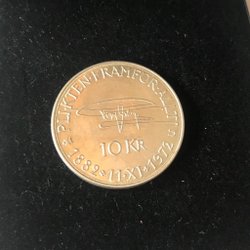 PLIKTEN·FRAMFÖR·ALLT
10 KR
1882·11·XI·1972
U